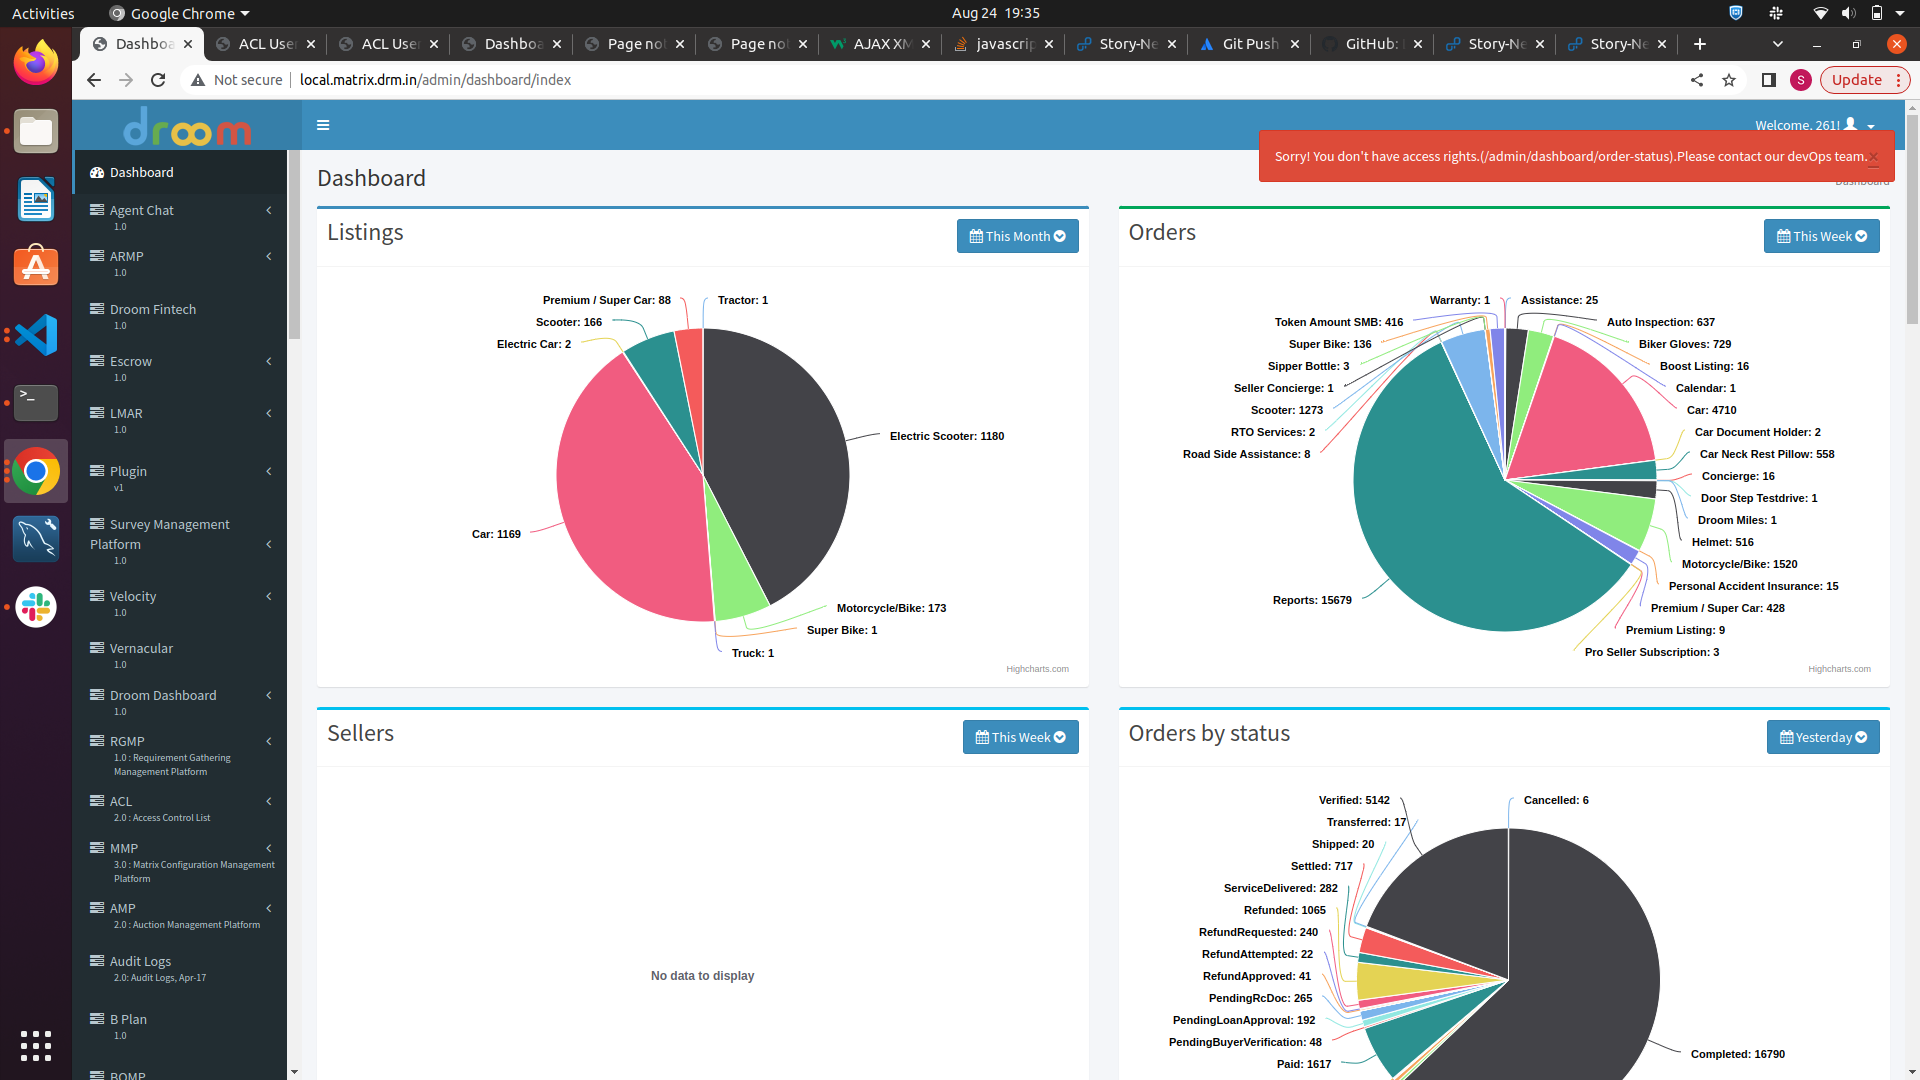 Activities
Google Chrome
Aug 24 19:35
Dashboa
ACL User
ACL User
Dashboa
Page not
Page not
AJAX XM
javascrip
Story-Ne
Git Push
GitHub:
Story-Ne
Story-Ne
Not secure
local.matrix.drm.in/admin/dashboard/index
S
Update
droom
Welcome, 261!
Sorry! You don't have access rights.(/admin/dashboard/order-status).Please contact our devOps team.
Dashboard
Dashboard
Agent Chat
1.0
ARMP
1.0
Droom Fintech
1.0
Escrow
1.0
LMAR
1.0
Plugin
v1
Survey Management
Platform
1.0
Velocity
1.0
Vernacular
1.0
Droom Dashboard
1.0
RGMP
1.0 : Requirement Gathering
Management Platform
ACL
2.0 : Access Control List
MMP
3.0 : Matrix Configuration Management
Platform
AMP
2.0 : Auction Management Platform
Audit Logs
2.0: Audit Logs, Apr-17
B Plan
1.0
BOMP
Dashboard
Listings
This Month
Premium / Super Car: 88
Tractor: 1
Scooter: 166
Electric Car: 2
Electric Scooter: 1180
Car: 1169
Motorcycle/Bike: 173
Super Bike: 1
Truck: 1
Highcharts.com
Orders
This Week
Warranty: 1
Assistance: 25
Token Amount SMB: 416
Auto Inspection: 637
Super Bike: 136
Biker Gloves: 729
Sipper Bottle: 3
Boost Listing: 16
Seller Concierge: 1
Calendar: 1
Scooter: 1273
Car: 4710
RTO Services: 2
Car Document Holder: 2
Road Side Assistance: 8
Car Neck Rest Pillow: 558
Concierge: 16
Door Step Testdrive: 1
Droom Miles: 1
Helmet: 516
Motorcycle/Bike: 1520
Personal Accident Insurance: 15
Reports: 15679
Premium / Super Car: 428
Premium Listing: 9
Pro Seller Subscription: 3
Highcharts.com
Sellers
This Week
No data to display
Orders by status
Yesterday
Verified: 5142
Cancelled: 6
Transferred: 17
Shipped: 20
Settled: 717
ServiceDelivered: 282
Refunded: 1065
RefundRequested: 240
RefundAttempted: 22
RefundApproved: 41
PendingRcDoc: 265
PendingLoanApproval: 192
PendingBuyerVerification: 48
Completed: 16790
Paid: 1617